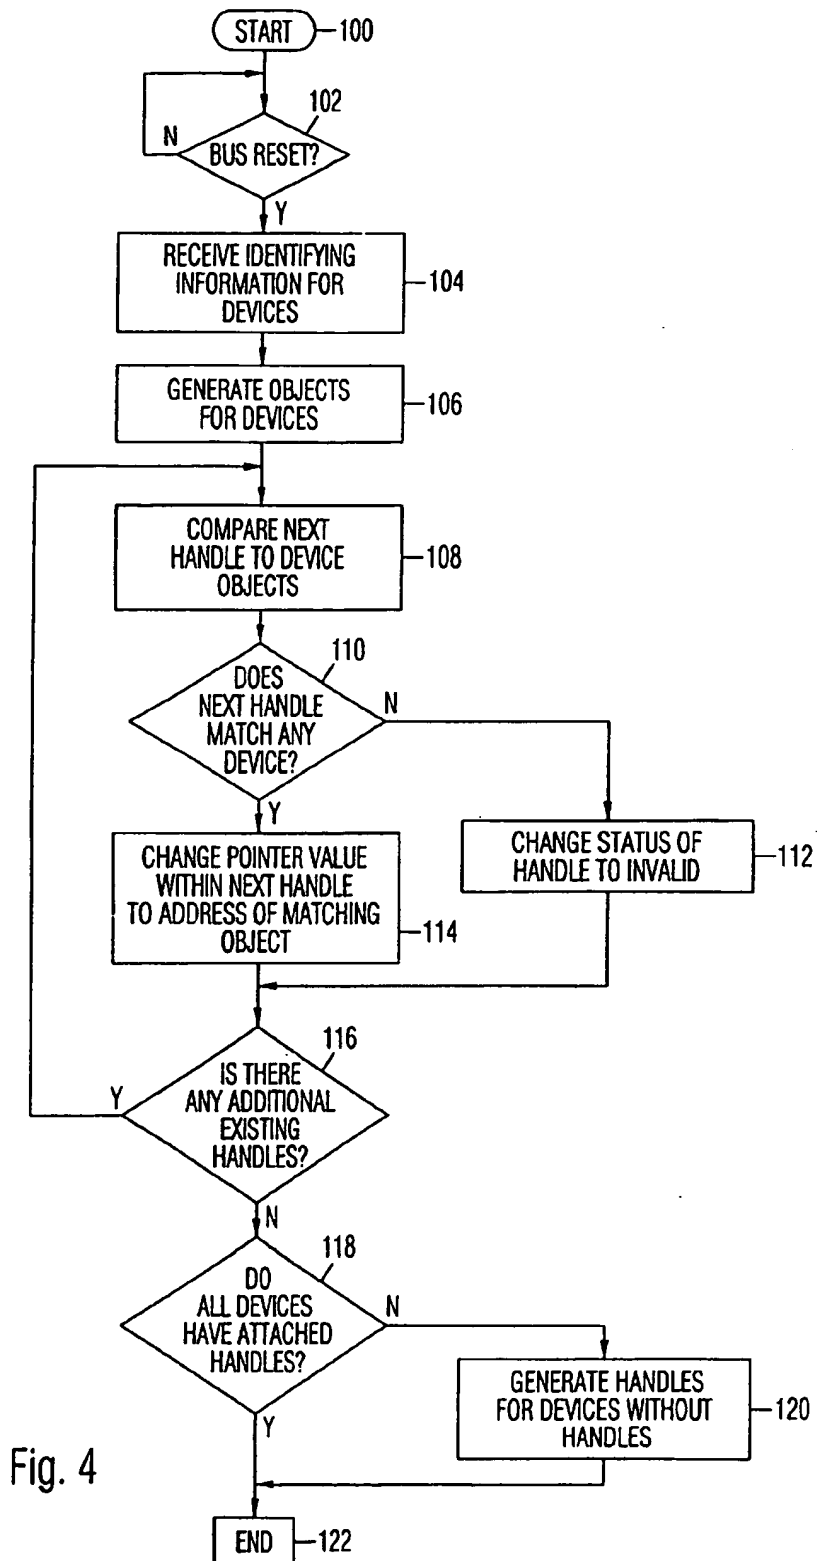 START
100
102
N
BUS RESET?
Y
RECEIVE IDENTIFYING
INFORMATION FOR
DEVICES
104
GENERATE OBJECTS
FOR DEVICES
106
COMPARE NEXT
HANDLE TO DEVICE
OBJECTS
108
110
DOES
NEXT HANDLE
MATCH ANY
DEVICE?
N
Y
CHANGE POINTER VALUE
WITHIN NEXT HANDLE
TO ADDRESS OF MATCHING
OBJECT
114
CHANGE STATUS OF
HANDLE TO INVALID
112
116
IS THERE
ANY ADDITIONAL
EXISTING
HANDLES?
Y
N
118
DO
ALL DEVICES
HAVE ATTACHED
HANDLES?
N
Y
GENERATE HANDLES
FOR DEVICES WITHOUT
HANDLES
120
Fig. 4
END
122